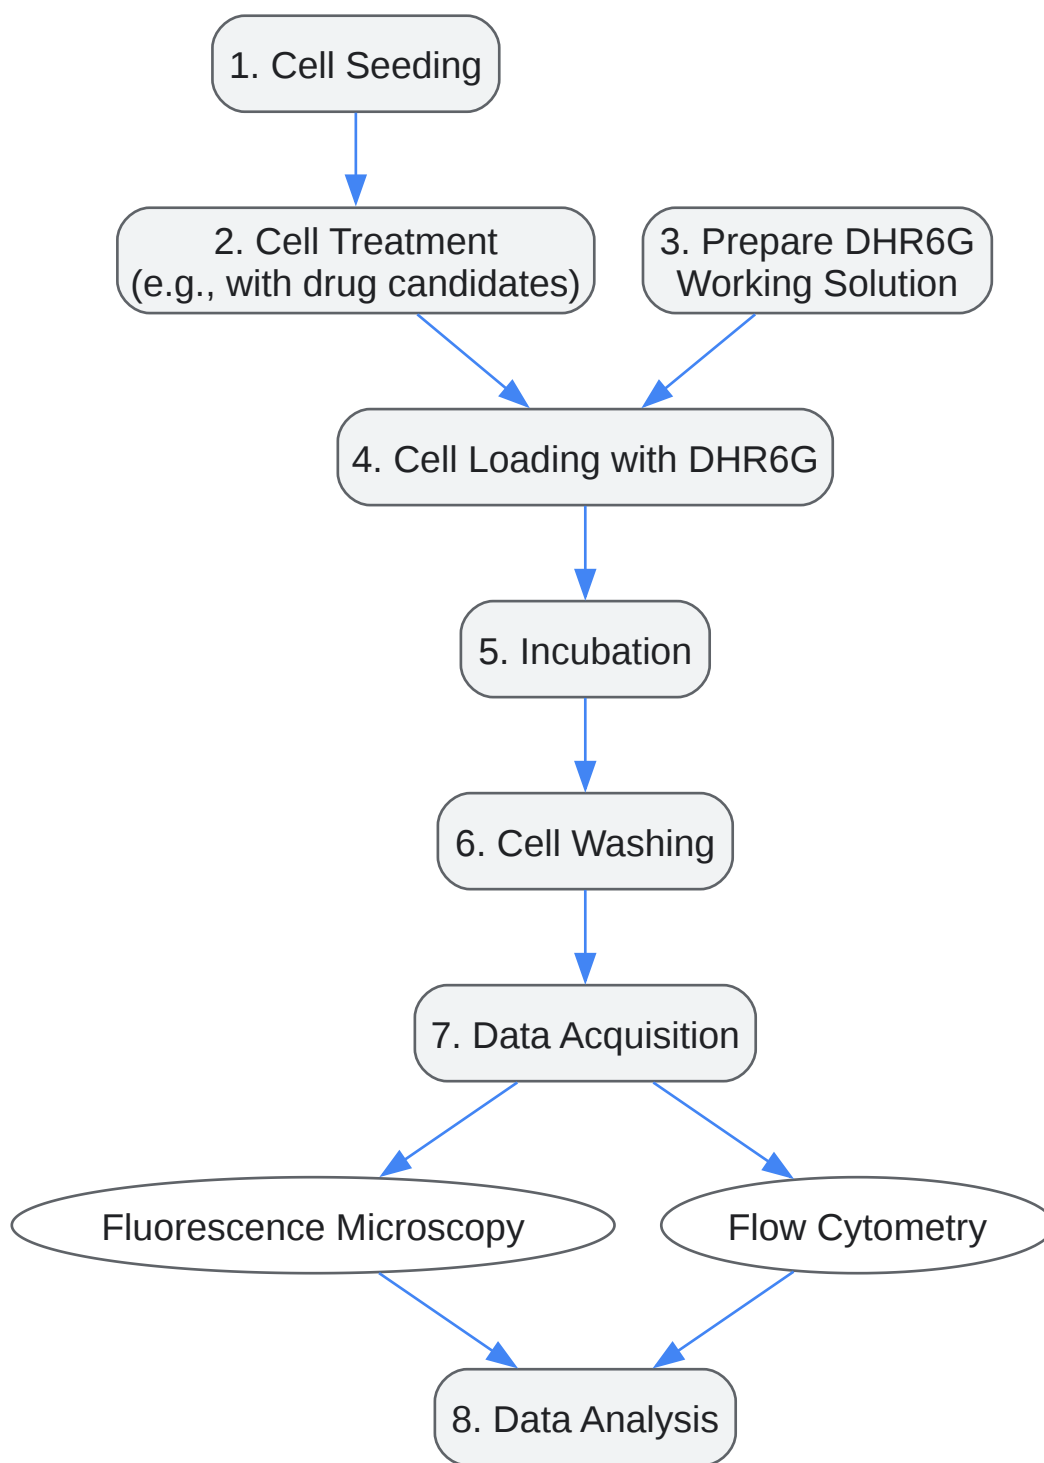 1. Cell Seeding
2. Cell Treatment
(e.g., with drug candidates)
3. Prepare DHR6G
Working Solution
4. Cell Loading with DHR6G
5. Incubation
6. Cell Washing
7. Data Acquisition
Fluorescence Microscopy
Flow Cytometry
8. Data Analysis